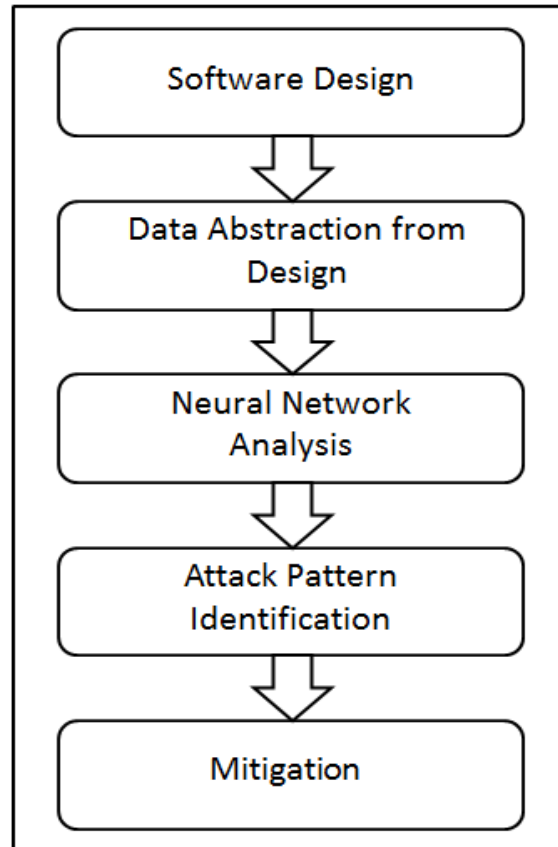 Software Design
Data Abstraction from
Design
Neural Network
Analysis
Attack Pattern
Identification
Mitigation